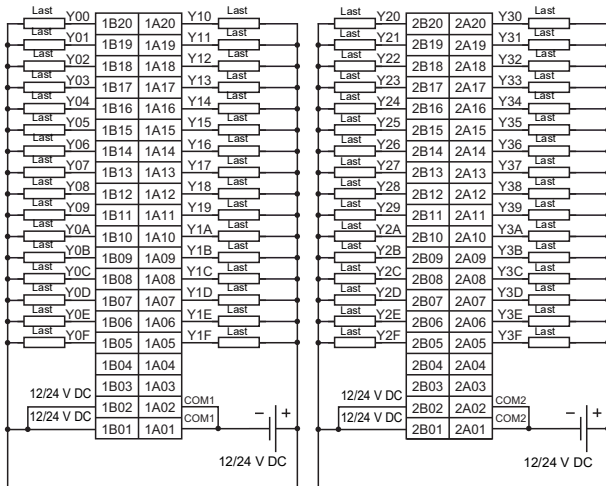 Last Y00 1B20 1A20 Y10 Last Last Y20 2B20 2A20 Y30 Last
Last Y01 1B19 1A19 Y11 Last Last Y21 2B19 2A19 Y31 Last
Last Y02 1B18 1A18 Y12 Last Last Y22 2B18 2A18 Y32 Last
Last Y03 1B17 1A17 Y13 Last Last Y23 2B17 2A17 Y33 Last
Last Y04 1B16 1A16 Y14 Last Last Y24 2B16 2A16 Y34 Last
Last Y05 1B15 1A15 Y15 Last Last Y25 2B15 2A15 Y35 Last
Last Y06 1B14 1A14 Y16 Last Last Y26 2B14 2A14 Y36 Last
Last Y07 1B13 1A13 Y17 Last Last Y27 2B13 2A13 Y37 Last
Last Y08 1B12 1A12 Y18 Last Last Y28 2B12 2A12 Y38 Last
Last Y09 1B11 1A11 Y19 Last Last Y29 2B11 2A11 Y39 Last
Last Y0A 1B10 1A10 Y1A Last Last Y2A 2B10 2A10 Y3A Last
Last Y0B 1B09 1A09 Y1B Last Last Y2B 2B09 2A09 Y3B Last
Last Y0C 1B08 1A08 Y1C Last Last Y2C 2B08 2A08 Y3C Last
Last Y0D 1B07 1A07 Y1D Last Last Y2D 2B07 2A07 Y3D Last
Last Y0E 1B06 1A06 Y1E Last Last Y2E 2B06 2A06 Y3E Last
Last Y0F 1B05 1A05 Y1F Last Last Y2F 2B05 2A05 Y3F Last
1B04 1A04 2B04 2A04
1B03 1A03 2B03 2A03
12/24 V DC 1B02 1A02 COM1 12/24 V DC 2B02 2A02 COM2
12/24 V DC 1B01 1A01 COM1 − + 12/24 V DC 2B01 2A01 COM2 − +
12/24 V DC 12/24 V DC